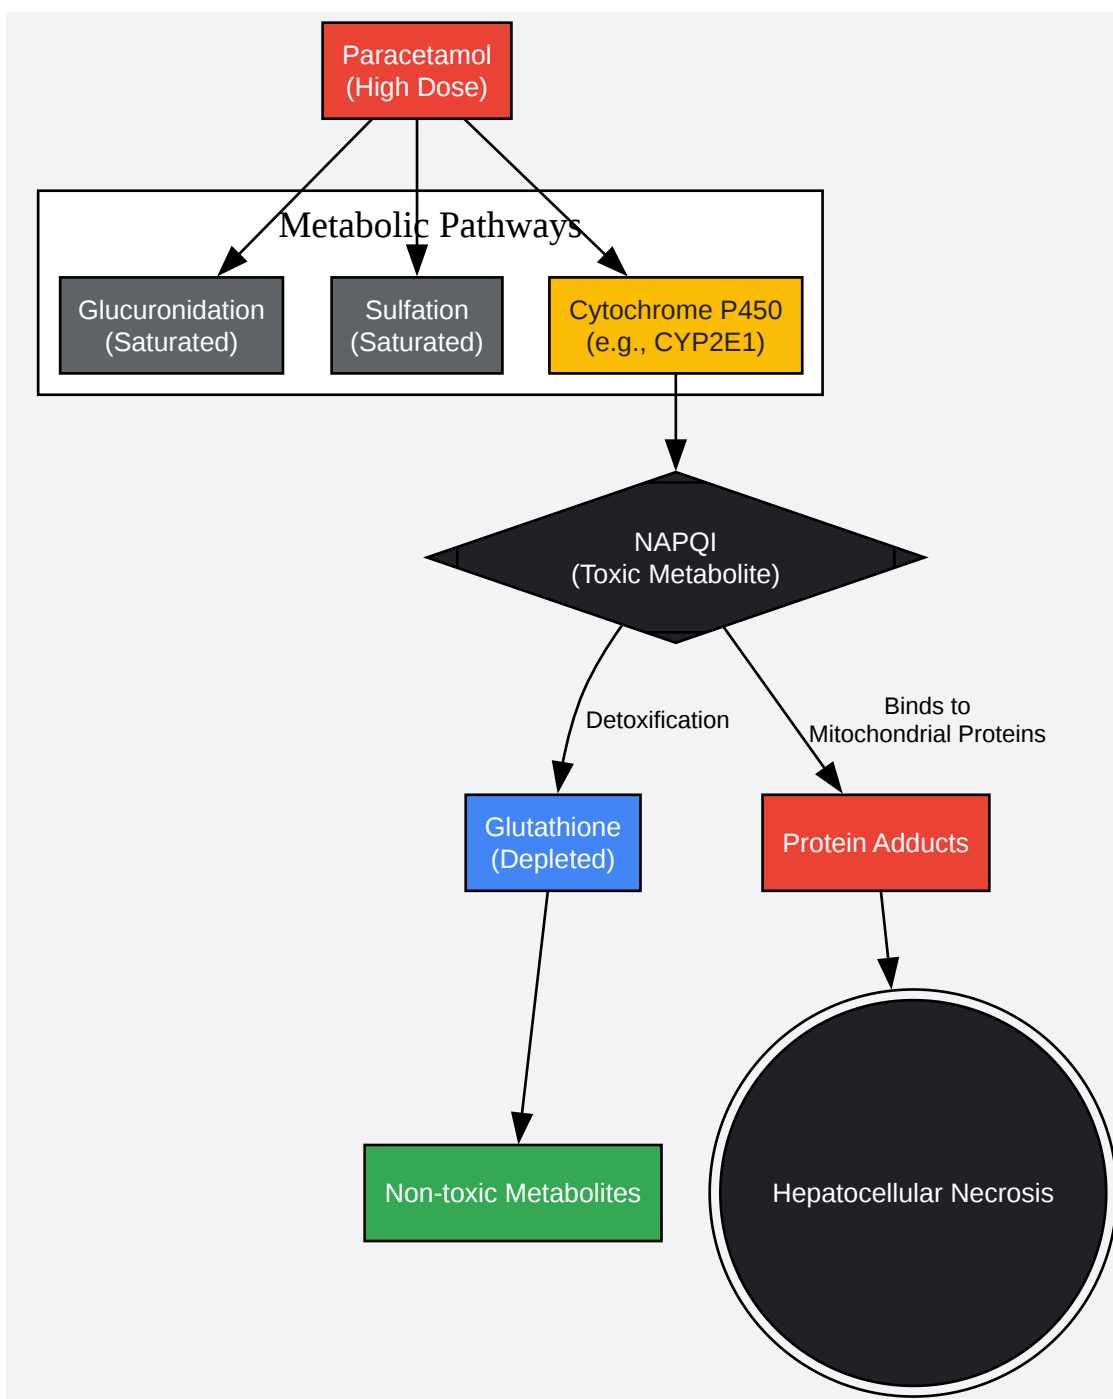 Paracetamol
(High Dose)
Metabolic Pathways
Glucuronidation
(Saturated)
Sulfation
(Saturated)
Cytochrome P450
(e.g., CYP2E1)
NAPQI
(Toxic Metabolite)
Detoxification
Binds to
Mitochondrial Proteins
Glutathione
(Depleted)
Protein Adducts
Non-toxic Metabolites
Hepatocellular Necrosis